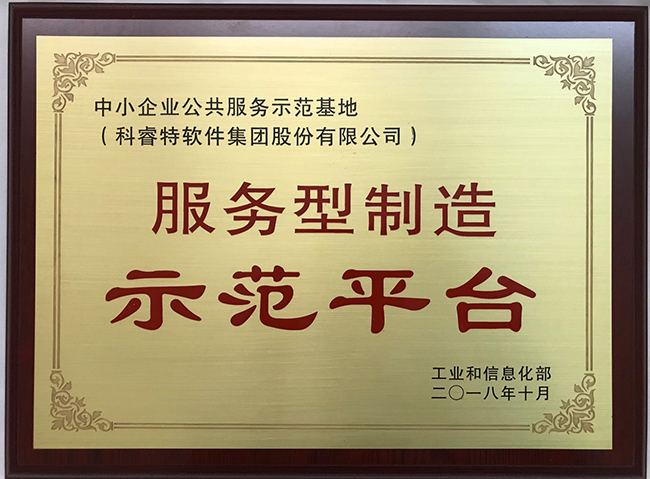 中小企业公共服务示范基地
（科睿特软件集团股份有限公司）
服务型制造
示范平台
工业和信息化部
二〇一八年十月